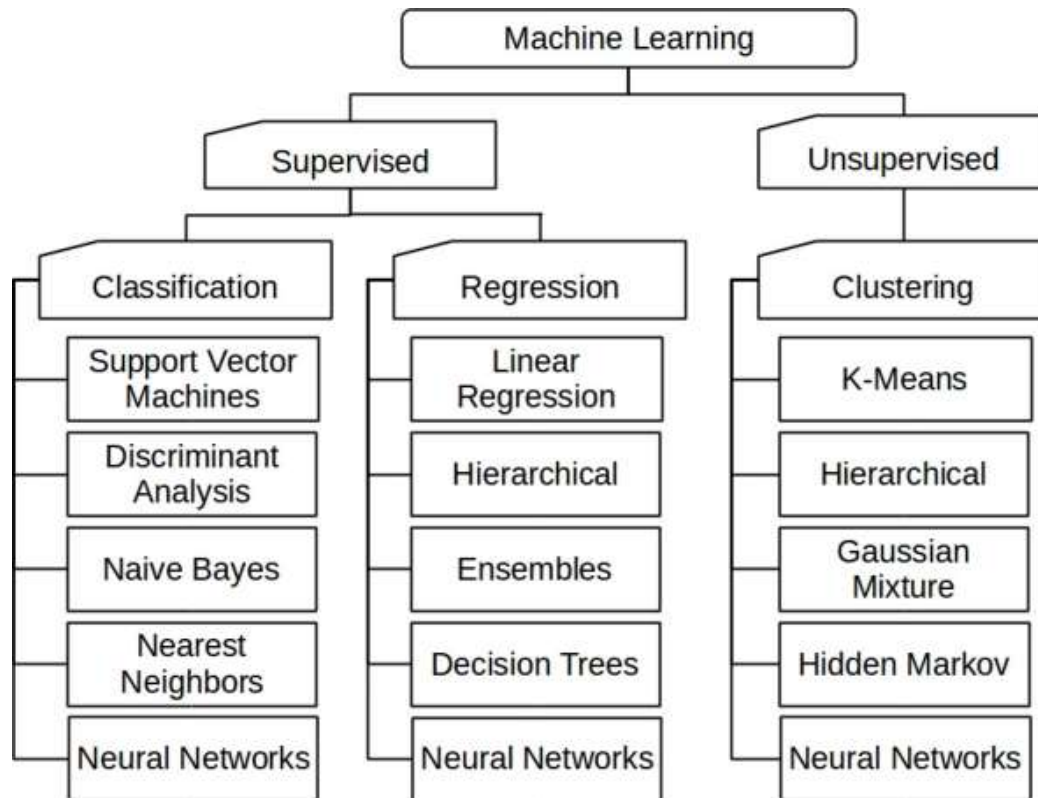 Machine Learning
Supervised
Unsupervised
Classification
Regression
Clustering
Support Vector
Machines
Linear
Regression
K-Means
Discriminant
Analysis
Hierarchical
Hierarchical
Naive Bayes
Ensembles
Gaussian
Mixture
Nearest
Neighbors
Decision Trees
Hidden Markov
Neural Networks
Neural Networks
Neural Networks